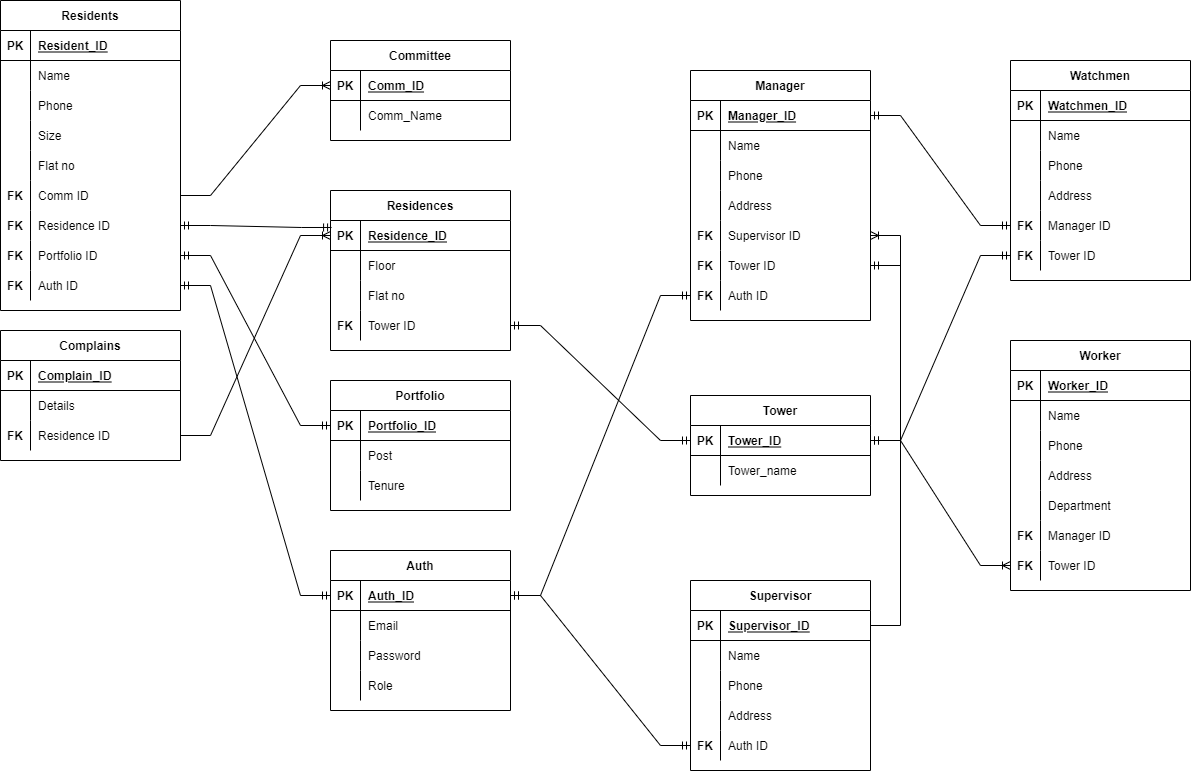 Residents
PK Resident_ID
Name
Phone
Size
Flat no
FK Comm ID
FK Residence ID
FK Portfolio ID
FK Auth ID
Complains
PK Complain_ID
Details
FK Residence ID
Committee
PK Comm_ID
Comm_Name
Residences
PK Residence_ID
Floor
Flat no
FK Tower ID
Portfolio
PK Portfolio_ID
Post
Tenure
Auth
PK Auth_ID
Email
Password
Role
Manager
PK Manager_ID
Name
Phone
Address
FK Supervisor ID
FK Tower ID
FK Auth ID
Tower
PK Tower_ID
Tower_name
Supervisor
PK Supervisor_ID
Name
Phone
Address
FK Auth ID
Watchmen
PK Watchmen_ID
Name
Phone
Address
FK Manager ID
FK Tower ID
Worker
PK Worker_ID
Name
Phone
Address
Department
FK Manager ID
FK Tower ID